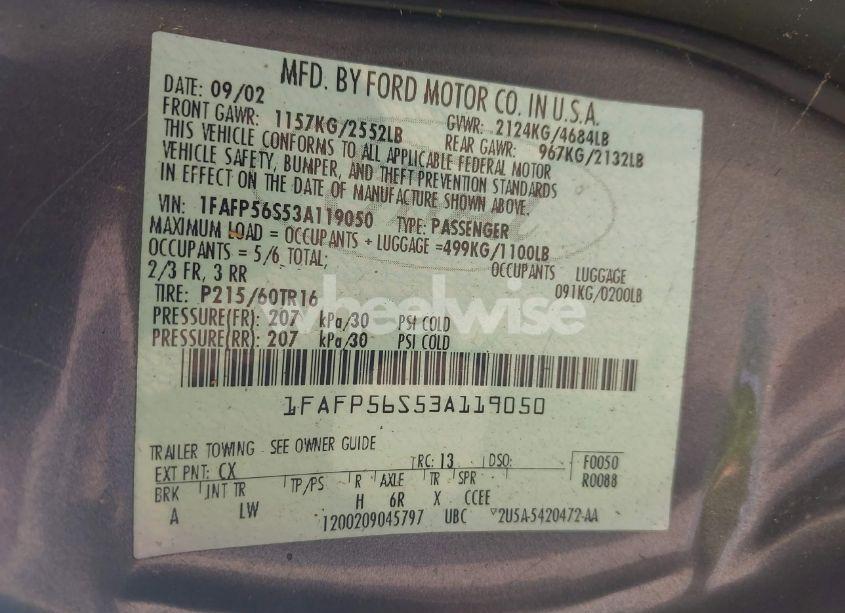 MFD. BY FORD MOTOR CO. IN U.S.A.
DATE: 09/02 GVWR: 2124KG/4684LB
FRONT GAWR: 1157KG/2552LB REAR GAWR: 967KG/2132LB
THIS VEHICLE CONFORMS TO ALL APPLICABLE FEDERAL MOTOR
VEHICLE SAFETY, BUMPER, AND THEFT PREVENTION STANDARDS
IN EFFECT ON THE DATE OF MANUFACTURE SHOWN ABOVE.
VIN: 1FAFP56S53A119050 TYPE: PASSENGER
MAXIMUM LOAD = OCCUPANTS + LUGGAGE =499KG/1100LB
OCCUPANTS = 5/6 TOTAL: OCCUPANTS LUGGAGE
2/3 FR, 3 RR 091KG/0200LB
TIRE: P215/60TR16
PRESSURE(FR): 207 kPa/30 PSI COLD
PRESSURE(RR): 207 kPa/30 PSI COLD
wheelwise
1FAFP56S53A119050
TRAILER TOWING - SEE OWNER GUIDE
EXT PNT: CX RC: 13 DSO: F0050
BRK INT TR TP/PS R AXLE TR SPR R0088
A LW H 6R X CCEE
1200209045797 UBC 2U5A-5420472-AA